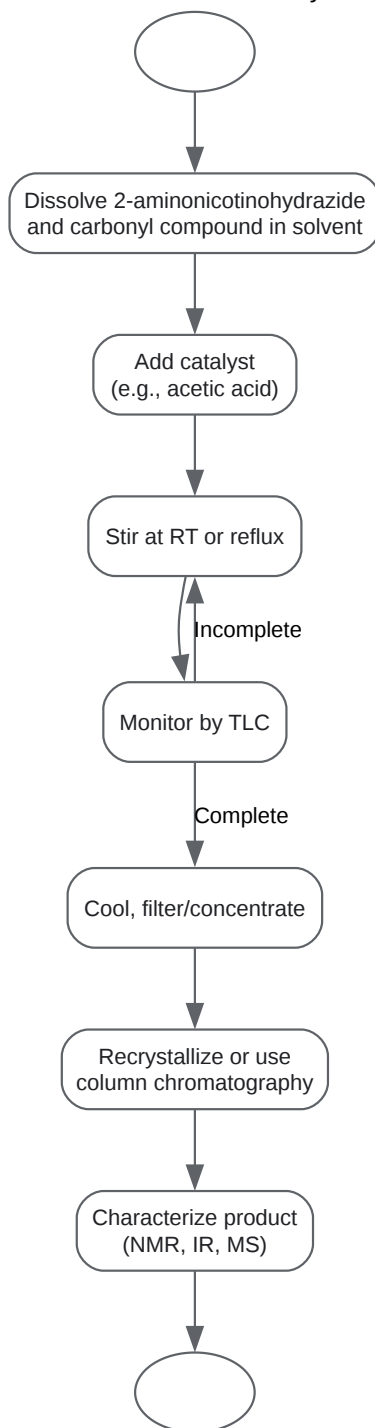 Dissolve 2-aminonicotinohydrazide
and carbonyl compound in solvent
Add catalyst
(e.g., acetic acid)
Stir at RT or reflux
Incomplete
Monitor by TLC
Complete
Cool, filter/concentrate
Recrystallize or use
column chromatography
Characterize product
(NMR, IR, MS)